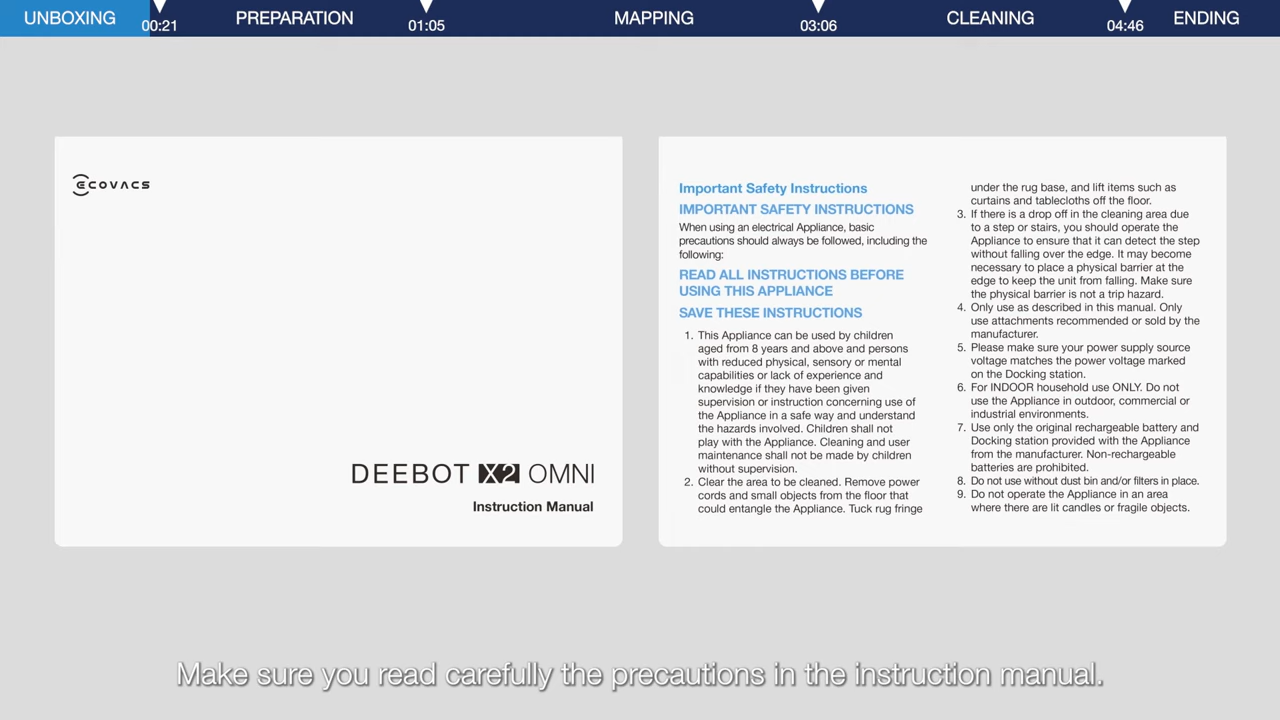 UNBOXING
00:21
PREPARATION
01:05
MAPPING
03:06
CLEANING
04:46
ENDING
ECOVACS
DEEBOT X2 OMNI
Instruction Manual
Important Safety Instructions
IMPORTANT SAFETY INSTRUCTIONS
When using an electrical Appliance, basic
precautions should always be followed, including the
following:
READ ALL INSTRUCTIONS BEFORE
USING THIS APPLIANCE
SAVE THESE INSTRUCTIONS
1. This Appliance can be used by children
aged from 8 years and above and persons
with reduced physical, sensory or mental
capabilities or lack of experience and
knowledge if they have been given
supervision or instruction concerning use of
the Appliance in a safe way and understand
the hazards involved. Children shall not
play with the Appliance. Cleaning and user
maintenance shall not be made by children
without supervision.
2. Clear the area to be cleaned. Remove power
cords and small objects from the floor that
could entangle the Appliance. Tuck rug fringe
under the rug base, and lift items such as
curtains and tablecloths off the floor.
3. If there is a drop off in the cleaning area due
to a step or stairs, you should operate the
Appliance to ensure that it can detect the step
without falling over the edge. It may become
necessary to place a physical barrier at the
edge to keep the unit from falling. Make sure
the physical barrier is not a trip hazard.
4. Only use as described in this manual. Only
use attachments recommended or sold by the
manufacturer.
5. Please make sure your power supply source
voltage matches the power voltage marked
on the Docking station.
6. For INDOOR household use ONLY. Do not
use the Appliance in outdoor, commercial or
industrial environments.
7. Use only the original rechargeable battery and
Docking station provided with the Appliance
from the manufacturer. Non-rechargeable
batteries are prohibited.
8. Do not use without dust bin and/or filters in place.
9. Do not operate the Appliance in an area
where there are lit candles or fragile objects.
Make sure you read carefully the precautions in the instruction manual.